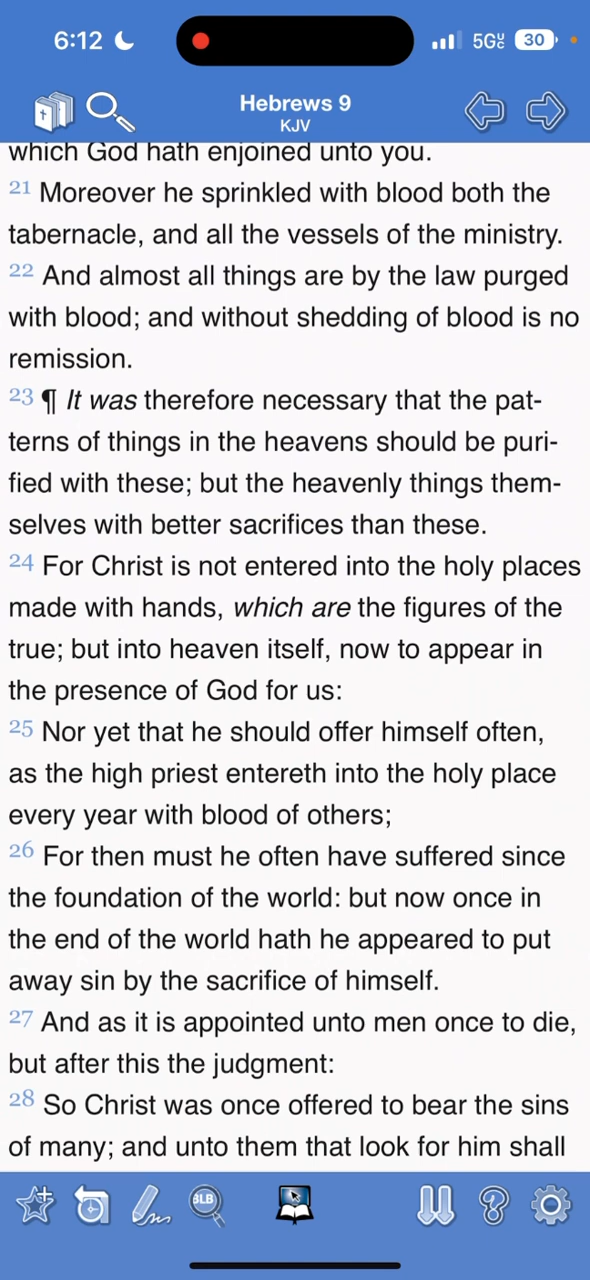 6:12
5G
30
Hebrews 9
KJV
which God hath enjoined unto you.
21 Moreover he sprinkled with blood both the
tabernacle, and all the vessels of the ministry.
22 And almost all things are by the law purged
with blood; and without shedding of blood is no
remission.
23 ¶ It was therefore necessary that the pat-
terns of things in the heavens should be puri-
fied with these; but the heavenly things them-
selves with better sacrifices than these.
24 For Christ is not entered into the holy places
made with hands, which are the figures of the
true; but into heaven itself, now to appear in
the presence of God for us:
25 Nor yet that he should offer himself often,
as the high priest entereth into the holy place
every year with blood of others;
26 For then must he often have suffered since
the foundation of the world: but now once in
the end of the world hath he appeared to put
away sin by the sacrifice of himself.
27 And as it is appointed unto men once to die,
but after this the judgment:
28 So Christ was once offered to bear the sins
of many; and unto them that look for him shall
BLB